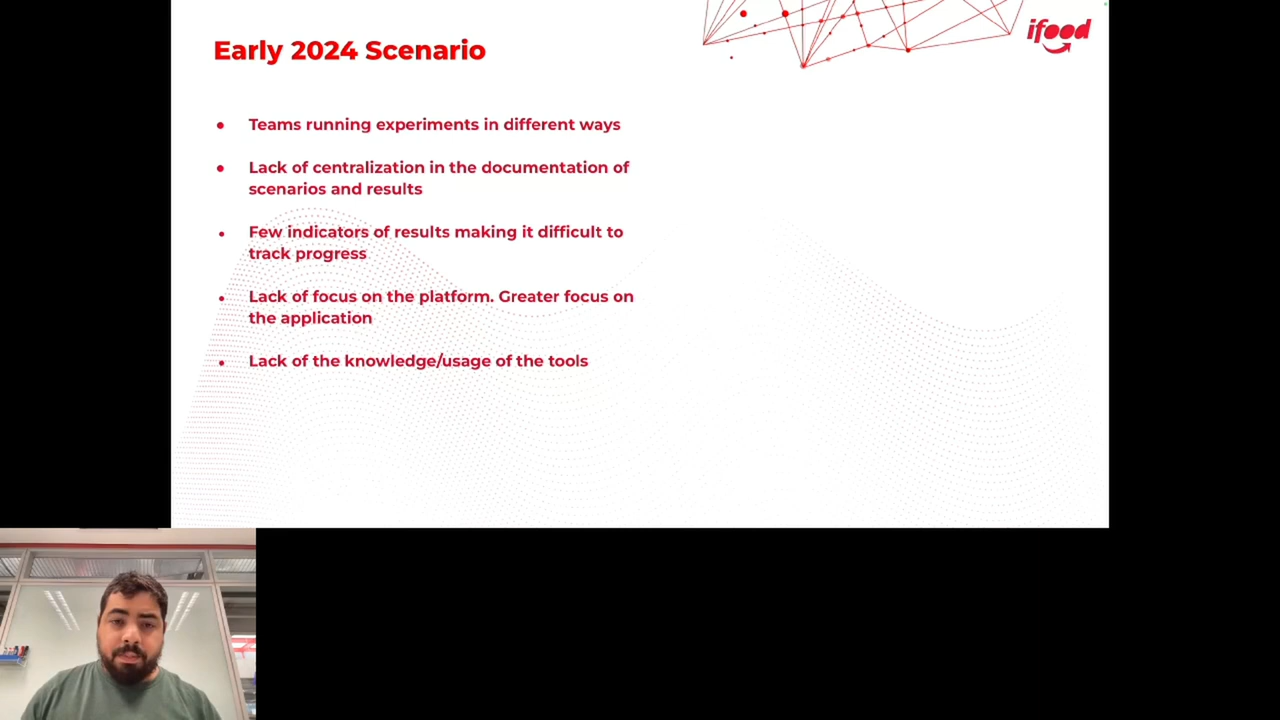 Early 2024 Scenario
ifood
Teams running experiments in different ways
Lack of centralization in the documentation of
scenarios and results
Few indicators of results making it difficult to
track progress
Lack of focus on the platform. Greater focus on
the application
Lack of the knowledge/usage of the tools